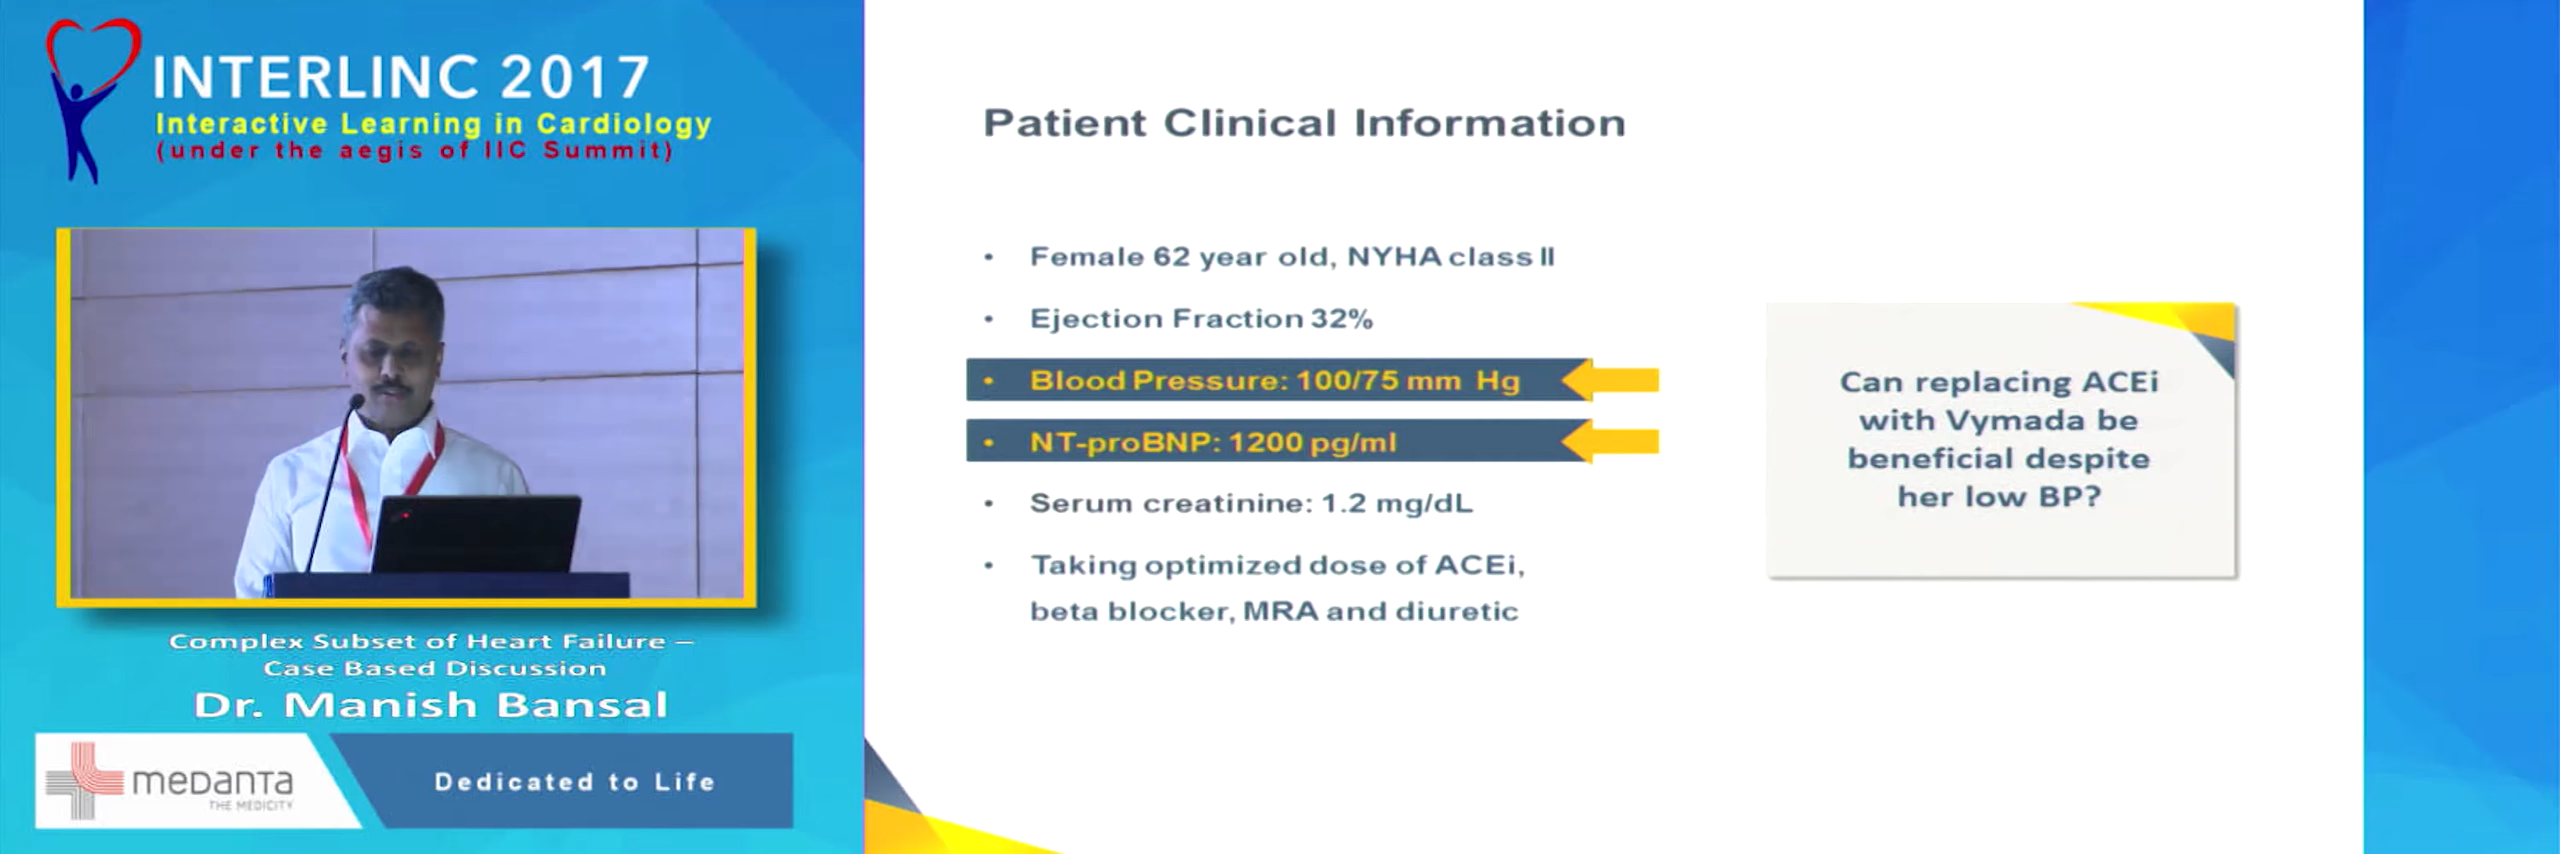 INTERLINC 2017
Interactive Learning in Cardiology
(under the aegis of IIC Summit)
Complex Subset of Heart Failure –
Case Based Discussion
Dr. Manish Bansal
meDanTa
THE MEDICITY
Dedicated to Life
Patient Clinical Information
• Female 62 year old, NYHA class II
• Ejection Fraction 32%
• Blood Pressure: 100/75 mm Hg
• NT-proBNP: 1200 pg/ml
• Serum creatinine: 1.2 mg/dL
• Taking optimized dose of ACEi,
beta blocker, MRA and diuretic
Can replacing ACEi
with Vymada be
beneficial despite
her low BP?